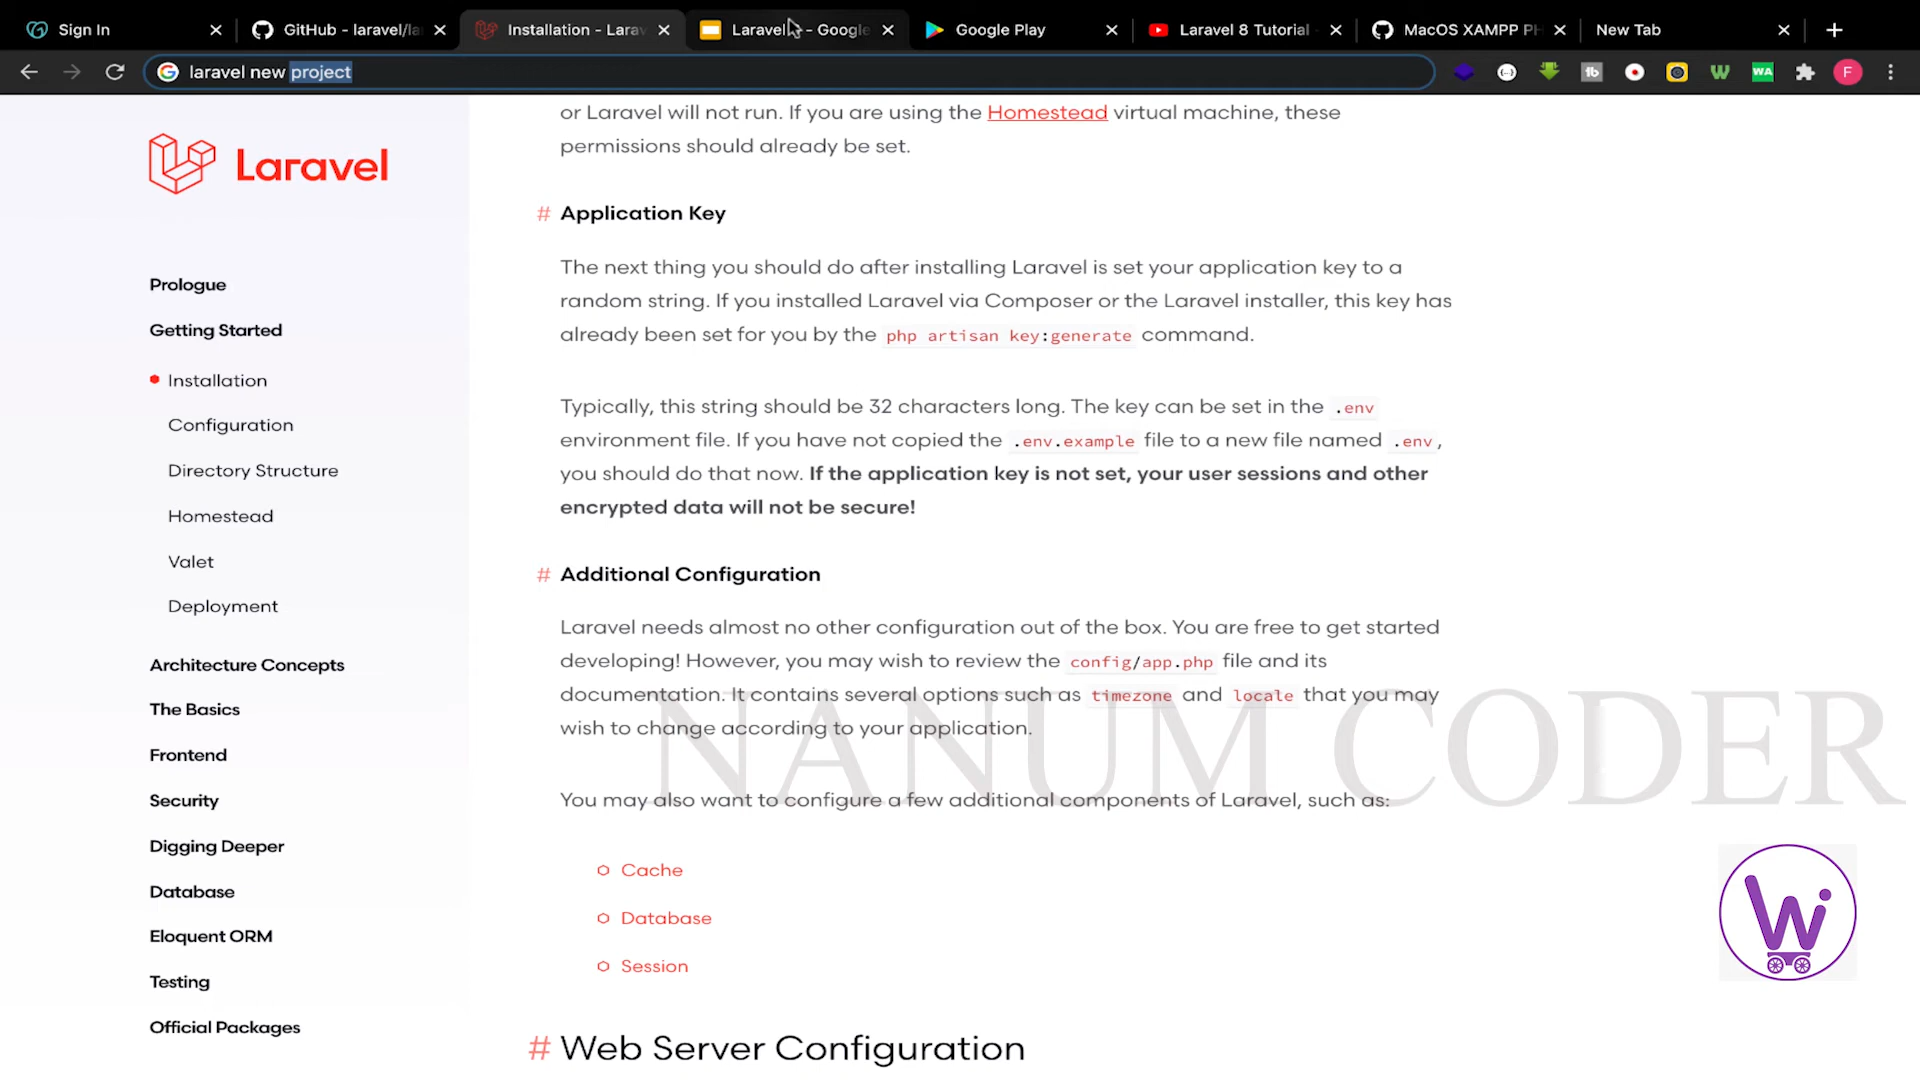 Sign In
GitHub - laravel/la
Installation - Larav
Laravel
- Google
Google Play
Laravel 8 Tutorial
MacOS XAMPP PH
New Tab
laravel new project
Laravel
Prologue
Getting Started
Installation
Configuration
Directory Structure
Homestead
Valet
Deployment
Architecture Concepts
The Basics
Frontend
Security
Digging Deeper
Database
Eloquent ORM
Testing
Official Packages
or Laravel will not run. If you are using the Homestead virtual machine, these
permissions should already be set.
# Application Key
The next thing you should do after installing Laravel is set your application key to a
random string. If you installed Laravel via Composer or the Laravel installer, this key has
already been set for you by the php artisan key:generate command.
Typically, this string should be 32 characters long. The key can be set in the .env
environment file. If you have not copied the .env.example file to a new file named .env,
you should do that now. If the application key is not set, your user sessions and other
encrypted data will not be secure!
# Additional Configuration
Laravel needs almost no other configuration out of the box. You are free to get started
developing! However, you may wish to review the config/app.php file and its
documentation. It contains several options such as timezone and locale that you may
wish to change according to your application.
NANUM CODER
You may also want to configure a few additional components of Laravel, such as:
Cache
Database
Session
# Web Server Configuration